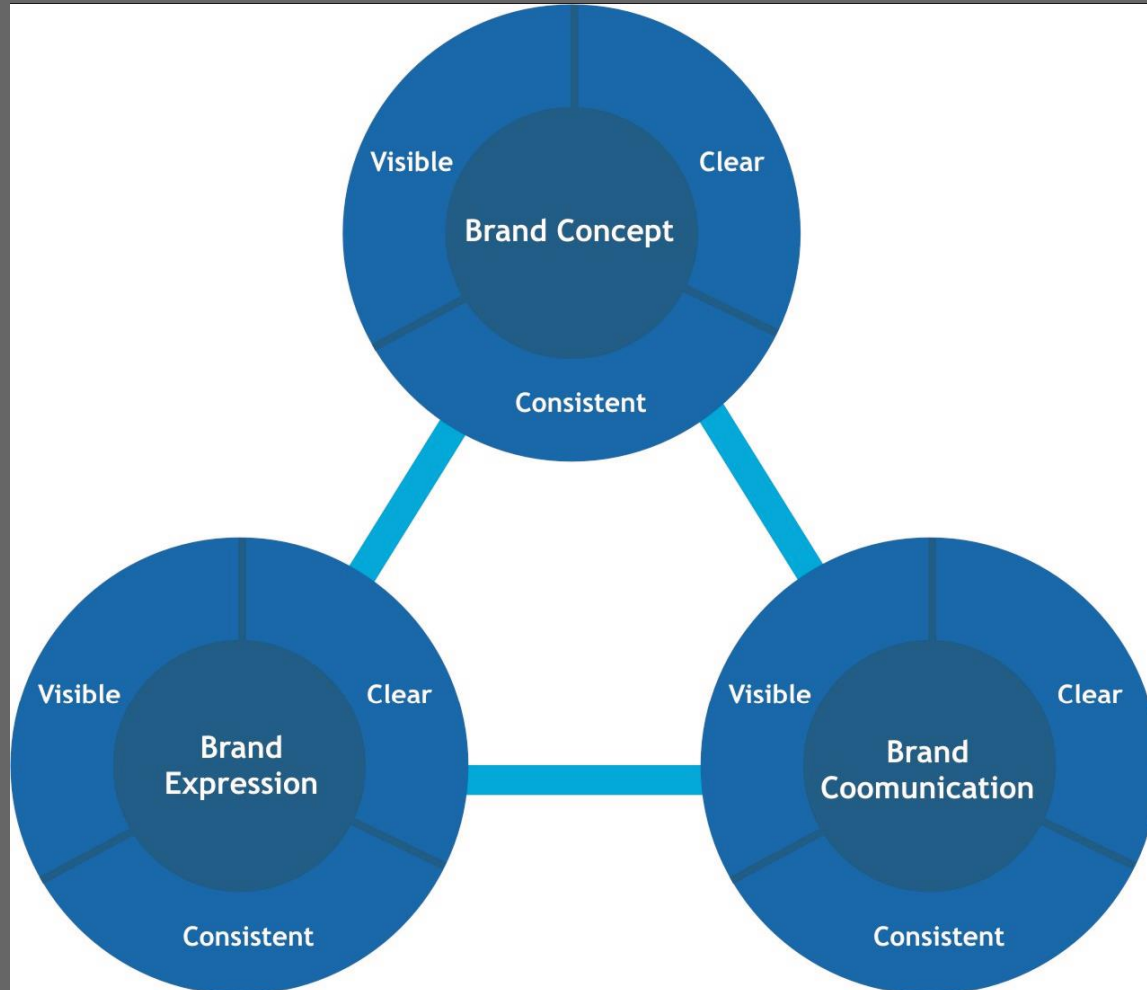 Visible
Clear
Brand Concept
Consistent
Visible
Clear
Brand
Expression
Consistent
Visible
Clear
Brand
Coomunication
Consistent